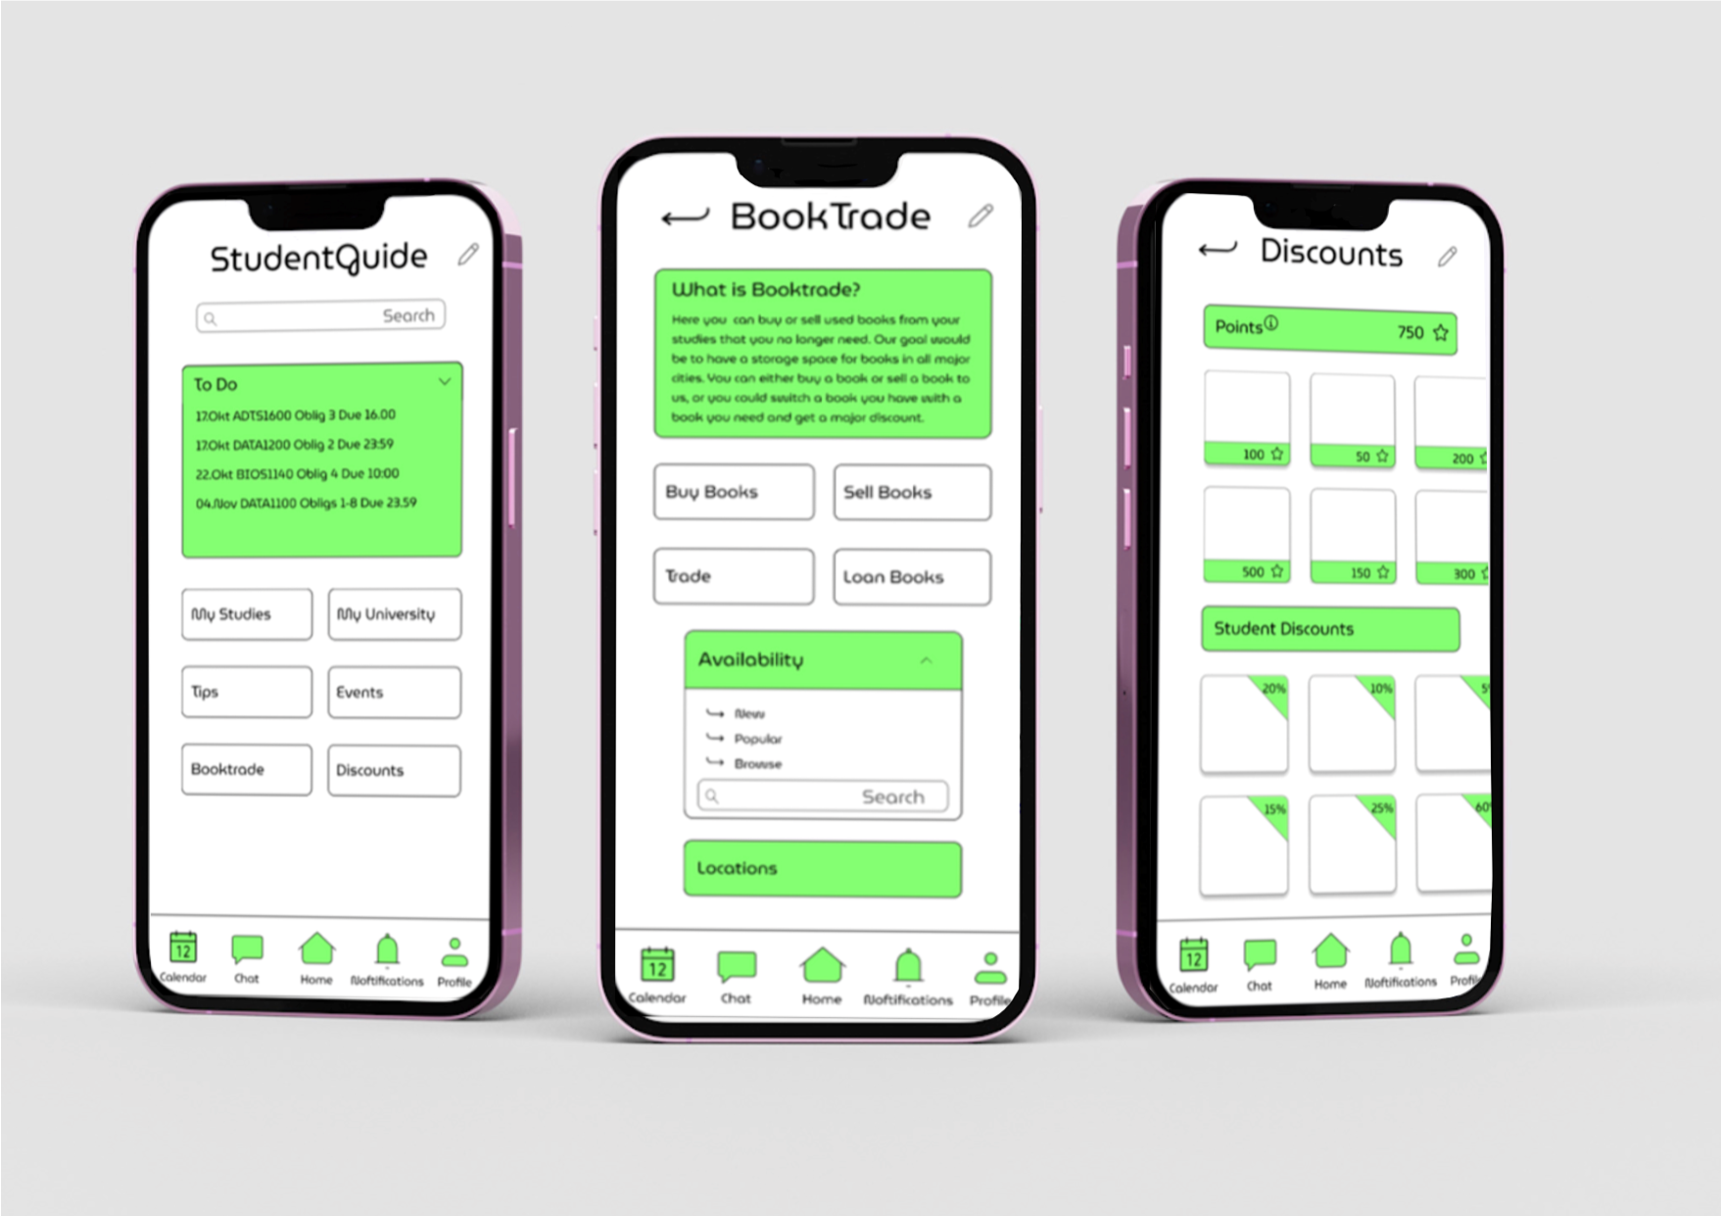 StudentGuide
Search
To Do
17.Okt ADTS1600 Oblig 3 Due 16.00
17.Okt DATA1200 Oblig 2 Due 23:59
22.Okt BIOS1140 Oblig 4 Due 10:00
04.Nov DATA1100 Obligs 1-8 Due 23.59
My Studies
My University
Tips
Events
Booktrade
Discounts
12
Calendar
Chat
Home
Noftifications
Profile
BookTrade
What is Booktrade?
Here you can buy or sell used books from your
studies that you no longer need. Our goal would
be to have a storage space for books in all major
cities. You can either buy a book or sell a book to
us, or you could switch a book you have with a
book you need and get a major discount.
Buy Books
Sell Books
Trade
Loan Books
Availability
New
Popular
Browse
Search
Locations
12
Calendar
Chat
Home
Noftifications
Profile
Discounts
Points
750
100
50
200
500
150
300
Student Discounts
20%
10%
5%
15%
25%
60%
12
Calendar
Chat
Home
Noftifications
Profile